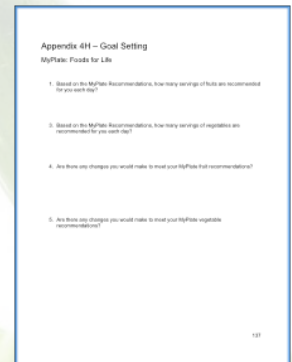 Appendix 4H – Goal Setting
MyPlate: Foods for Life
1. Based on the MyPlate Recommendations, how many servings of fruits are recommended
for you each day?
3. Based on the MyPlate Recommendations, how many servings of vegetables are
recommended for you each day?
4. Are there any changes you would make to meet your MyPlate fruit recommendations?
5. Are there any changes you would make to meet your MyPlate vegetable
recommendations?
137